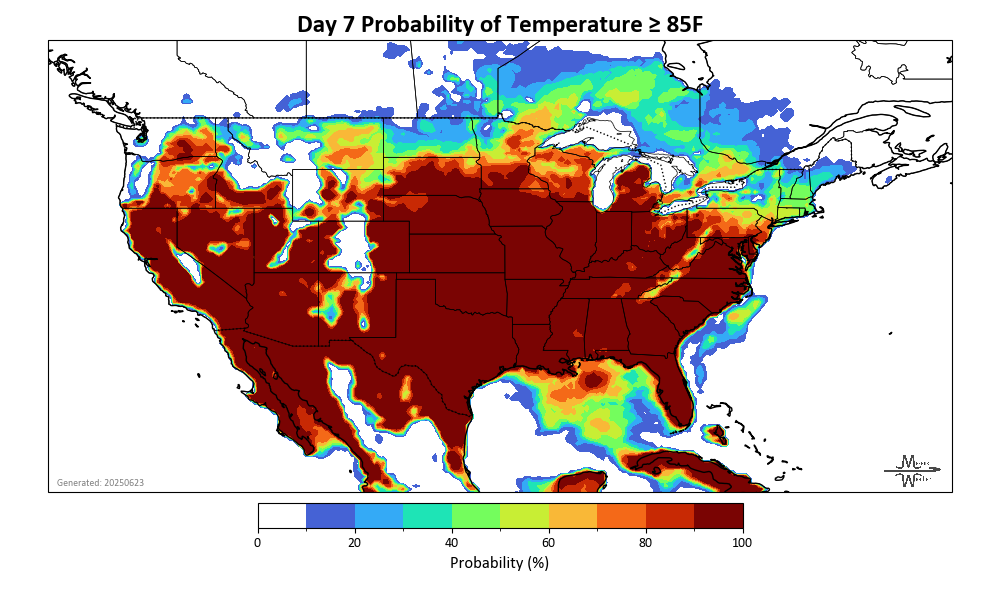 Day 7 Probability of Temperature ≥ 85F
Generated: 20250623
0 20 40 60 80 100
Probability (%)